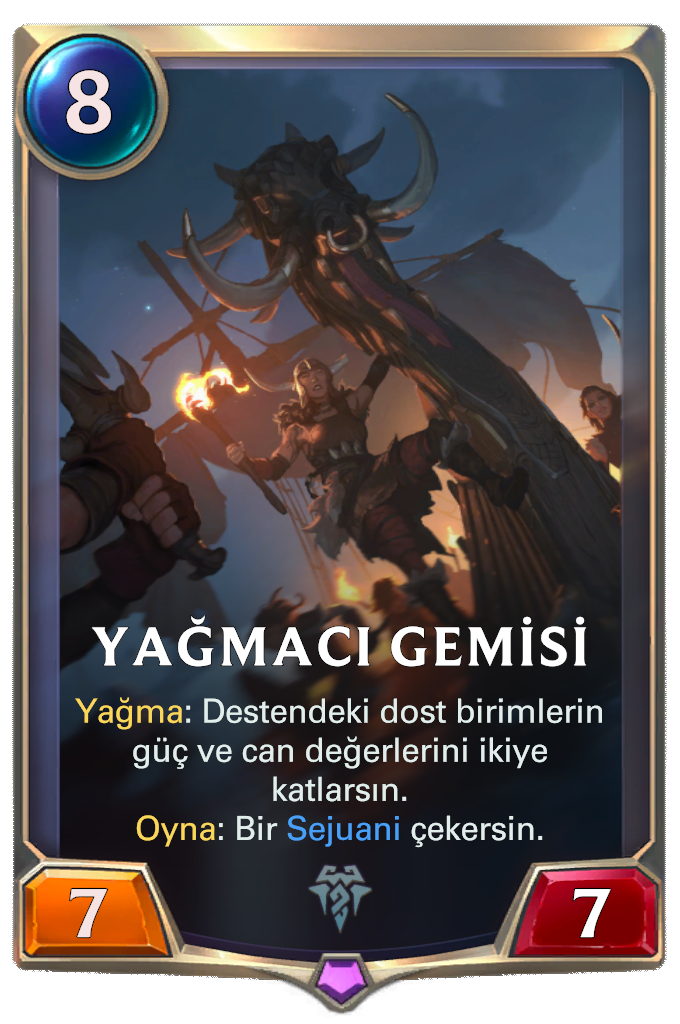 8
YAĞMACI GEMİSİ
Yağma: Destendeki dost birimlerin
güç ve can değerlerini ikiye
katlarsın.
Oyna: Bir Sejuani çekersin.
7
7